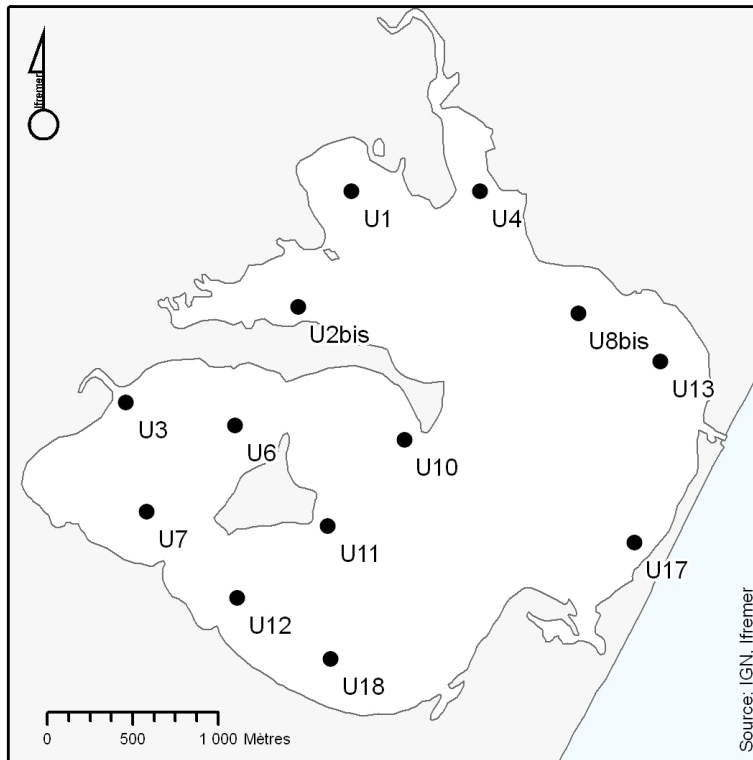 Ifremer
U1
U4
U2bis
U8bis
U13
U3
U6
U10
U7
U11
U17
U12
U18
0 500 1 000 Mètres
Source: IGN, Ifremer